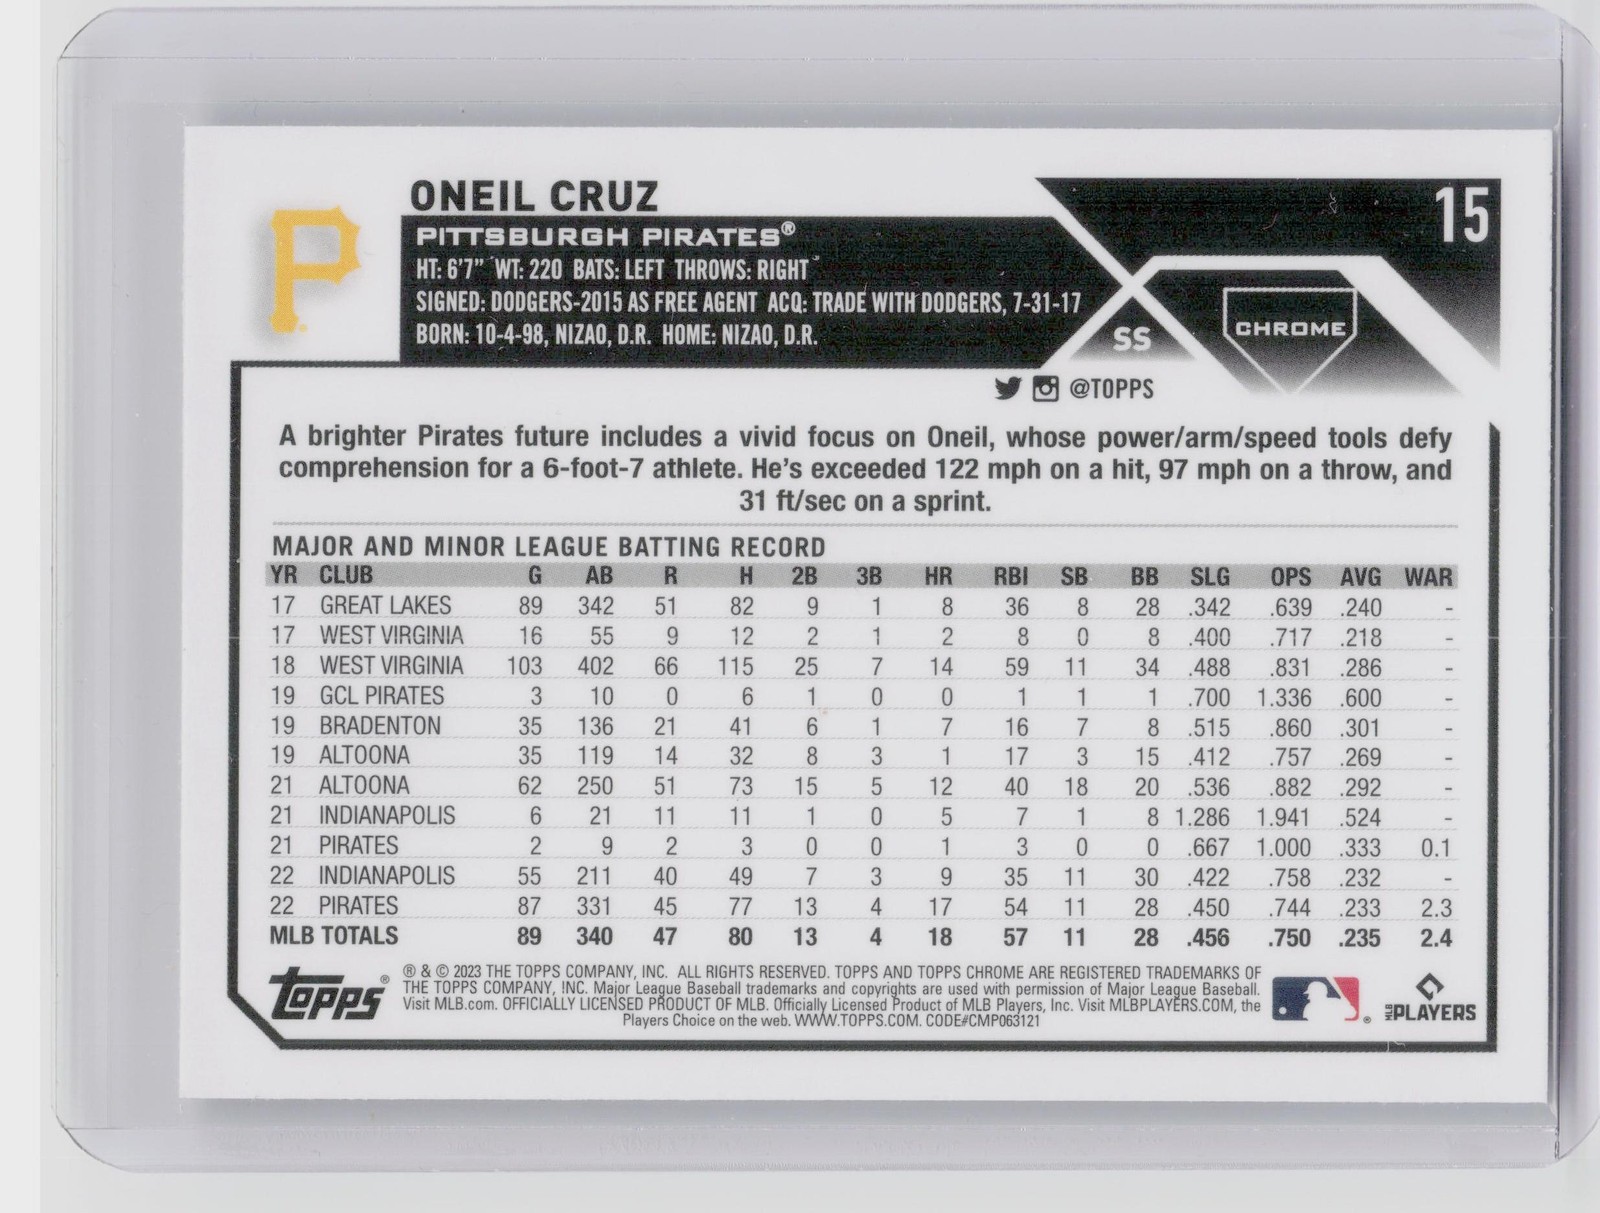 15
ONEIL CRUZ
PITTSBURGH PIRATES®
HT: 6'7" WT: 220 BATS: LEFT THROWS: RIGHT
SIGNED: DODGERS-2015 AS FREE AGENT ACQ: TRADE WITH DODGERS, 7-31-17
BORN: 10-4-98, NIZAO, D.R. HOME: NIZAO, D.R.
SS
CHROME
P
@TOPPS
A brighter Pirates future includes a vivid focus on Oneil, whose power/arm/speed tools defy
comprehension for a 6-foot-7 athlete. He's exceeded 122 mph on a hit, 97 mph on a throw, and
31 ft/sec on a sprint.
MAJOR AND MINOR LEAGUE BATTING RECORD
YR CLUB G AB R H 2B 3B HR RBI SB BB SLG OPS AVG WAR
17 GREAT LAKES 89 342 51 82 9 1 8 36 8 28 .342 .639 .240 -
17 WEST VIRGINIA 16 55 9 12 2 1 2 8 0 8 .400 .717 .218 -
18 WEST VIRGINIA 103 402 66 115 25 7 14 59 11 34 .488 .831 .286 -
19 GCL PIRATES 3 10 0 6 1 0 0 1 1 1 .700 1.336 .600 -
19 BRADENTON 35 136 21 41 6 1 7 16 7 8 .515 .860 .301 -
19 ALTOONA 35 119 14 32 8 3 1 17 3 15 .412 .757 .269 -
21 ALTOONA 62 250 51 73 15 5 12 40 18 20 .536 .882 .292 -
21 INDIANAPOLIS 6 21 11 11 1 0 5 7 1 8 1.286 1.941 .524 -
21 PIRATES 2 9 2 3 0 0 1 3 0 0 .667 1.000 .333 0.1
22 INDIANAPOLIS 55 211 40 49 7 3 9 35 11 30 .422 .758 .232 -
22 PIRATES 87 331 45 77 13 4 17 54 11 28 .450 .744 .233 2.3
MLB TOTALS 89 340 47 80 13 4 18 57 11 28 .456 .750 .235 2.4
Topps®
® & © 2023 THE TOPPS COMPANY, INC. ALL RIGHTS RESERVED. TOPPS AND TOPPS CHROME ARE REGISTERED TRADEMARKS OF
THE TOPPS COMPANY, INC. Major League Baseball trademarks and copyrights are used with permission of Major League Baseball.
Visit MLB.com. OFFICIALLY LICENSED PRODUCT OF MLB. Officially Licensed Product of MLB Players, Inc. Visit MLBPLAYERS.COM, the
Players Choice on the web. WWW.TOPPS.COM. CODE#CMP063121
MLB PLAYERS